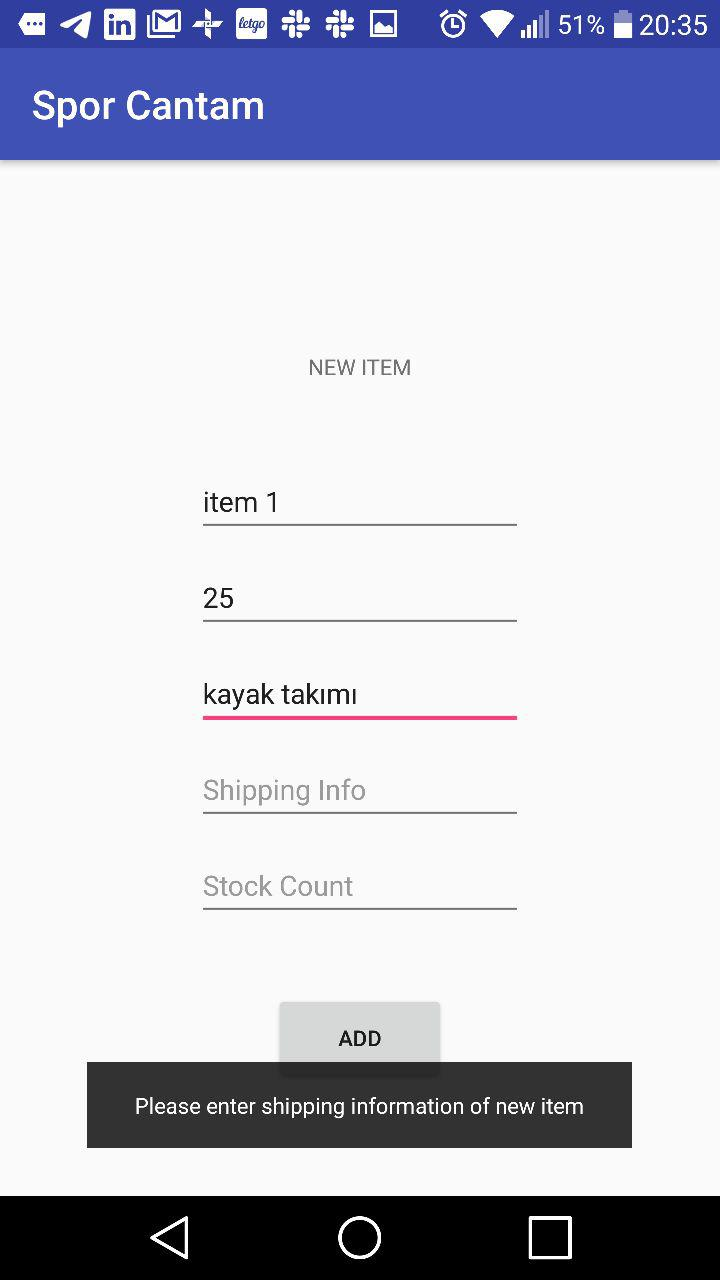 letgo 51% 20:35
Spor Cantam
NEW ITEM
item 1
25
kayak takımı
Shipping Info
Stock Count
ADD
Please enter shipping information of new item